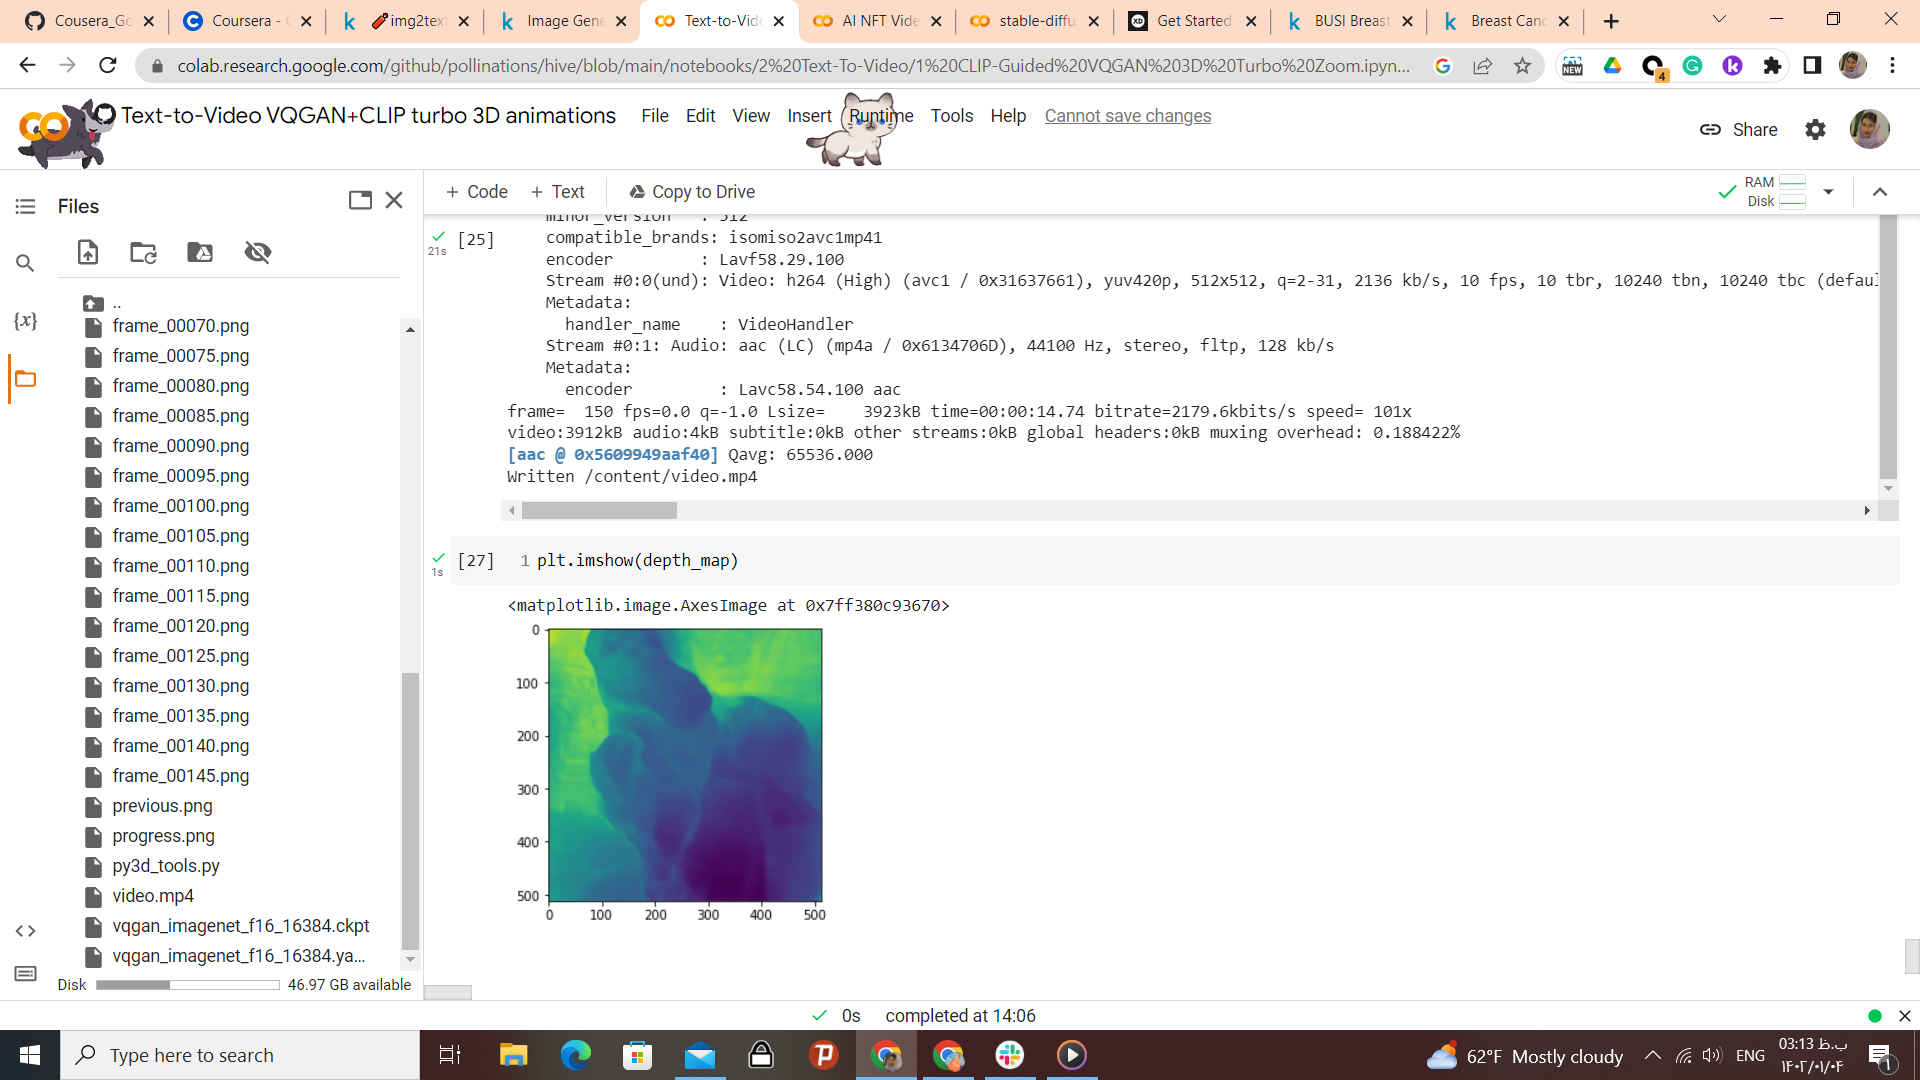 Cousera_Gc
Coursera - C
img2text
Image Gene
Text-to-Vid
AI NFT Vide
stable-diffu
Get Started
BUSI Breast
Breast Canc
colab.research.google.com/github/pollinations/hive/blob/main/notebooks/2%20Text-To-Video/1%20CLIP-Guided%20VQGAN%203D%20Turbo%20Zoom.ipyn...
NEW
4
Text-to-Video VQGAN+CLIP turbo 3D animations
File Edit View Insert Runtime Tools Help Cannot save changes
Share
Files
+ Code + Text Copy to Drive
RAM
Disk
..
frame_00070.png
frame_00075.png
frame_00080.png
frame_00085.png
frame_00090.png
frame_00095.png
frame_00100.png
frame_00105.png
frame_00110.png
frame_00115.png
frame_00120.png
frame_00125.png
frame_00130.png
frame_00135.png
frame_00140.png
frame_00145.png
previous.png
progress.png
py3d_tools.py
video.mp4
vqgan_imagenet_f16_16384.ckpt
vqgan_imagenet_f16_16384.ya...
Disk 46.97 GB available
{x}
<>
21s
[25]
minor_version : 512
compatible_brands: isomiso2avc1mp41
encoder : Lavf58.29.100
Stream #0:0(und): Video: h264 (High) (avc1 / 0x31637661), yuv420p, 512x512, q=2-31, 2136 kb/s, 10 fps, 10 tbr, 10240 tbn, 10240 tbc (defaul
Metadata:
handler_name : VideoHandler
Stream #0:1: Audio: aac (LC) (mp4a / 0x6134706D), 44100 Hz, stereo, fltp, 128 kb/s
Metadata:
encoder : Lavc58.54.100 aac
frame= 150 fps=0.0 q=-1.0 Lsize= 3923kB time=00:00:14.74 bitrate=2179.6kbits/s speed= 101x
video:3912kB audio:4kB subtitle:0kB other streams:0kB global headers:0kB muxing overhead: 0.188422%
[aac @ 0x5609949aaf40] Qavg: 65536.000
Written /content/video.mp4
1s
[27] 1 plt.imshow(depth_map)
<matplotlib.image.AxesImage at 0x7ff380c93670>
0
100
200
300
400
500
0 100 200 300 400 500
0s completed at 14:06
Type here to search
62°F Mostly cloudy
ENG
03:13 ب.ظ
۱۴۰۲/۰۱/۰۴
۱